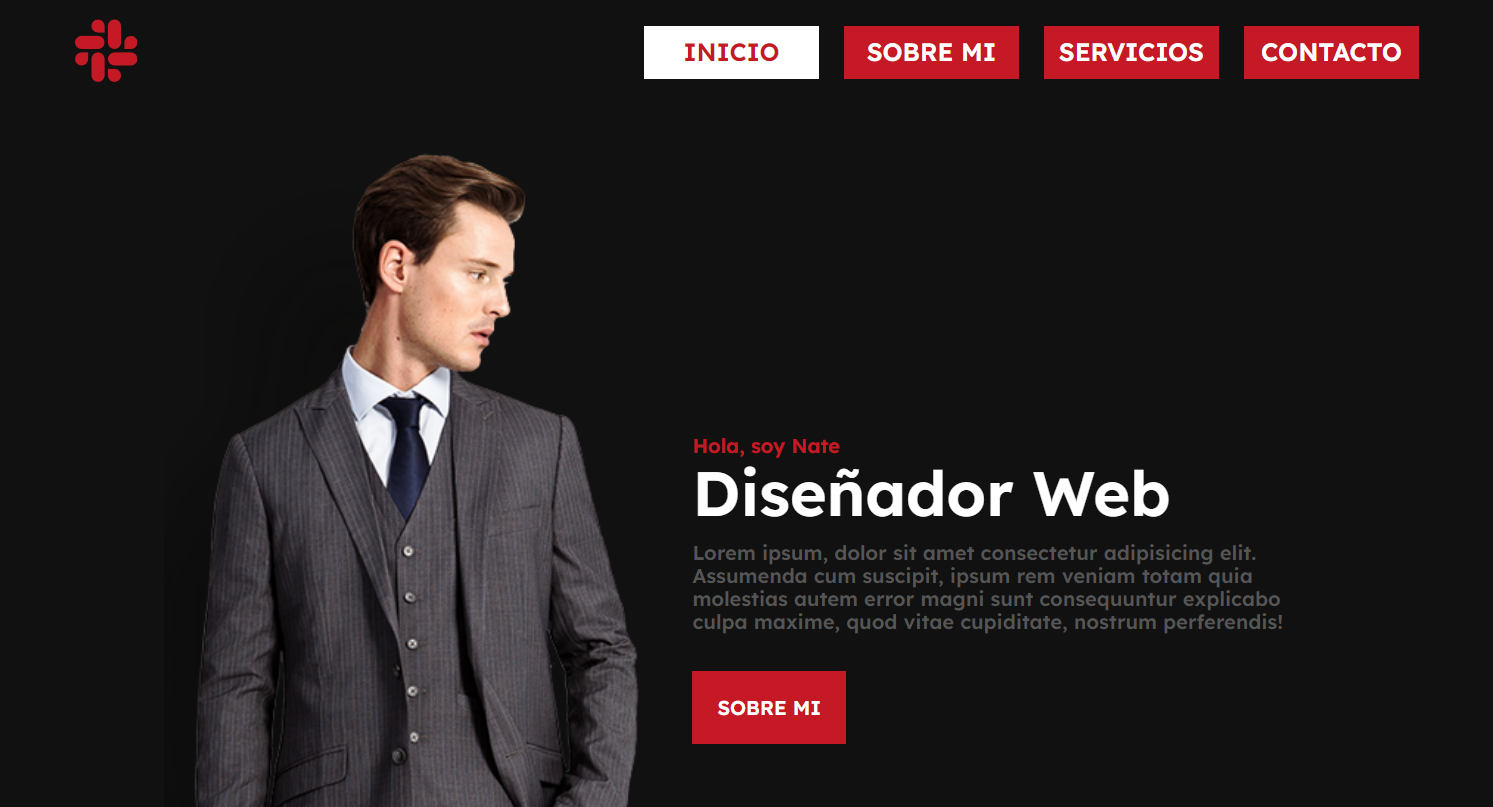 INICIO
SOBRE MI
SERVICIOS
CONTACTO
Hola, soy Nate
Diseñador Web
Lorem ipsum, dolor sit amet consectetur adipisicing elit.
Assumenda cum suscipit, ipsum rem veniam totam quia
molestias autem error magni sunt consequuntur explicabo
culpa maxime, quod vitae cupiditate, nostrum perferendis!
SOBRE MI